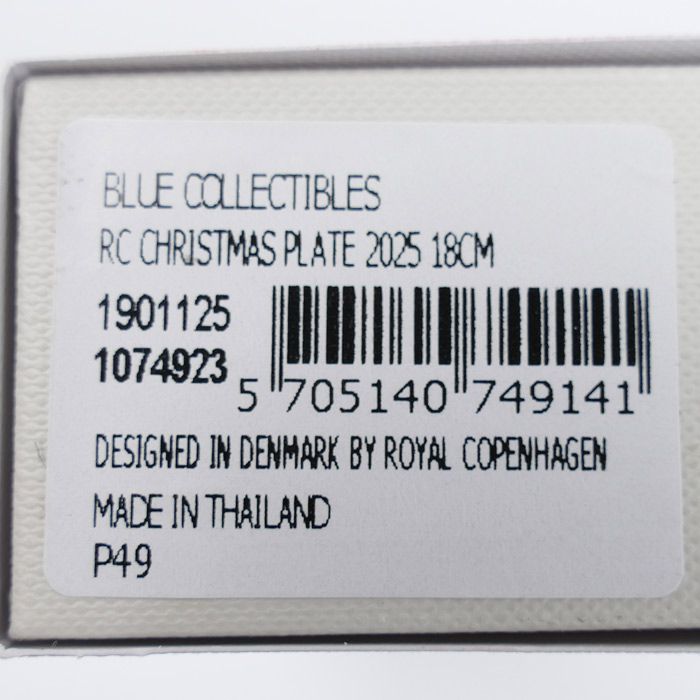 BLUE COLLECTIBLES
RC CHRISTMAS PLATE 2025 18CM
1901125
1074923
5 705140 749141
DESIGNED IN DENMARK BY ROYAL COPENHAGEN
MADE IN THAILAND
P49